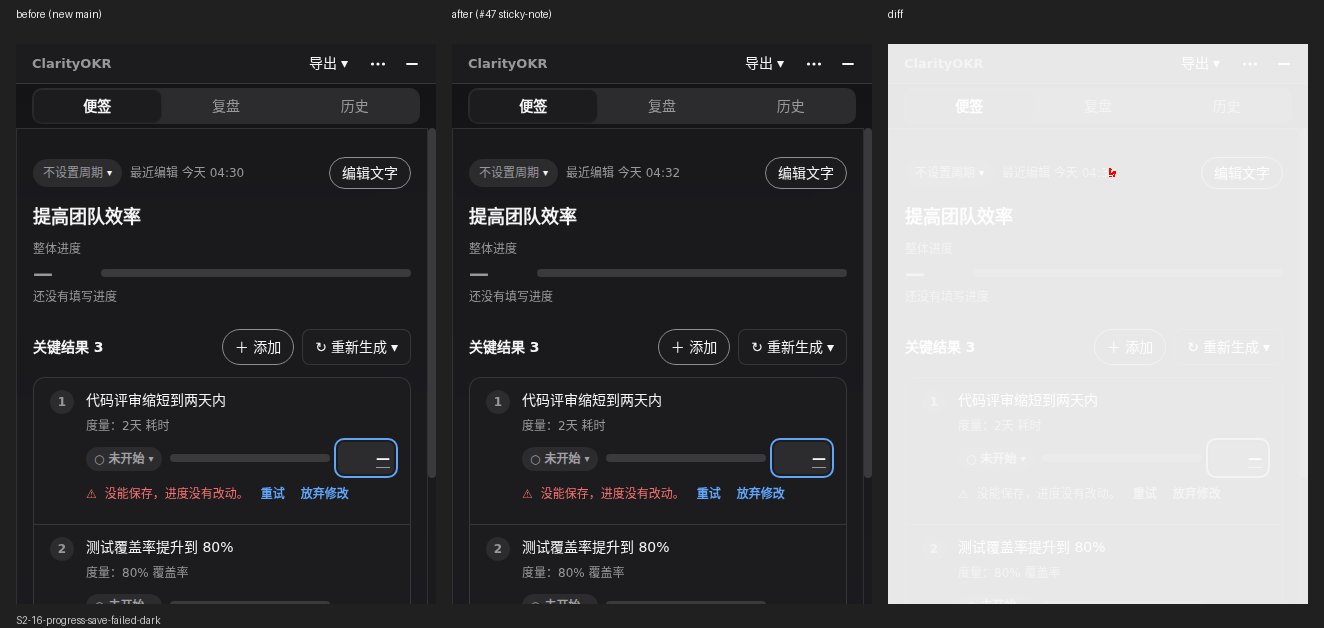 before (new main)
after (#47 sticky-note)
diff
ClarityOKR 导出 ▾ ··· —
便签 复盘 历史
不设置周期 ▾ 最近编辑 今天 04:30 编辑文字
提高团队效率
整体进度
—
还没有填写进度
关键结果 3 ＋ 添加 ↻ 重新生成 ▾
1 代码评审缩短到两天内
度量：2天 耗时
○ 未开始 ▾ —
⚠ 没能保存，进度没有改动。 重试 放弃修改
2 测试覆盖率提升到 80%
度量：80% 覆盖率
○ 未开始 ▾
ClarityOKR 导出 ▾ ··· —
便签 复盘 历史
不设置周期 ▾ 最近编辑 今天 04:32 编辑文字
提高团队效率
整体进度
—
还没有填写进度
关键结果 3 ＋ 添加 ↻ 重新生成 ▾
1 代码评审缩短到两天内
度量：2天 耗时
○ 未开始 ▾ —
⚠ 没能保存，进度没有改动。 重试 放弃修改
2 测试覆盖率提升到 80%
度量：80% 覆盖率
○ 未开始 ▾
ClarityOKR 导出 ▾ ··· —
便签 复盘 历史
不设置周期 ▾ 最近编辑 今天 编辑文字
提高团队效率
整体进度
—
还没有填写进度
关键结果 3 ＋ 添加 ↻ 重新生成 ▾
1 代码评审缩短到两天内
度量：2天 耗时
○ 未开始 ▾ —
⚠ 没能保存，进度没有改动。 重试 放弃修改
2 测试覆盖率提升到 80%
度量：80% 覆盖率
S2-16-progress-save-failed-dark